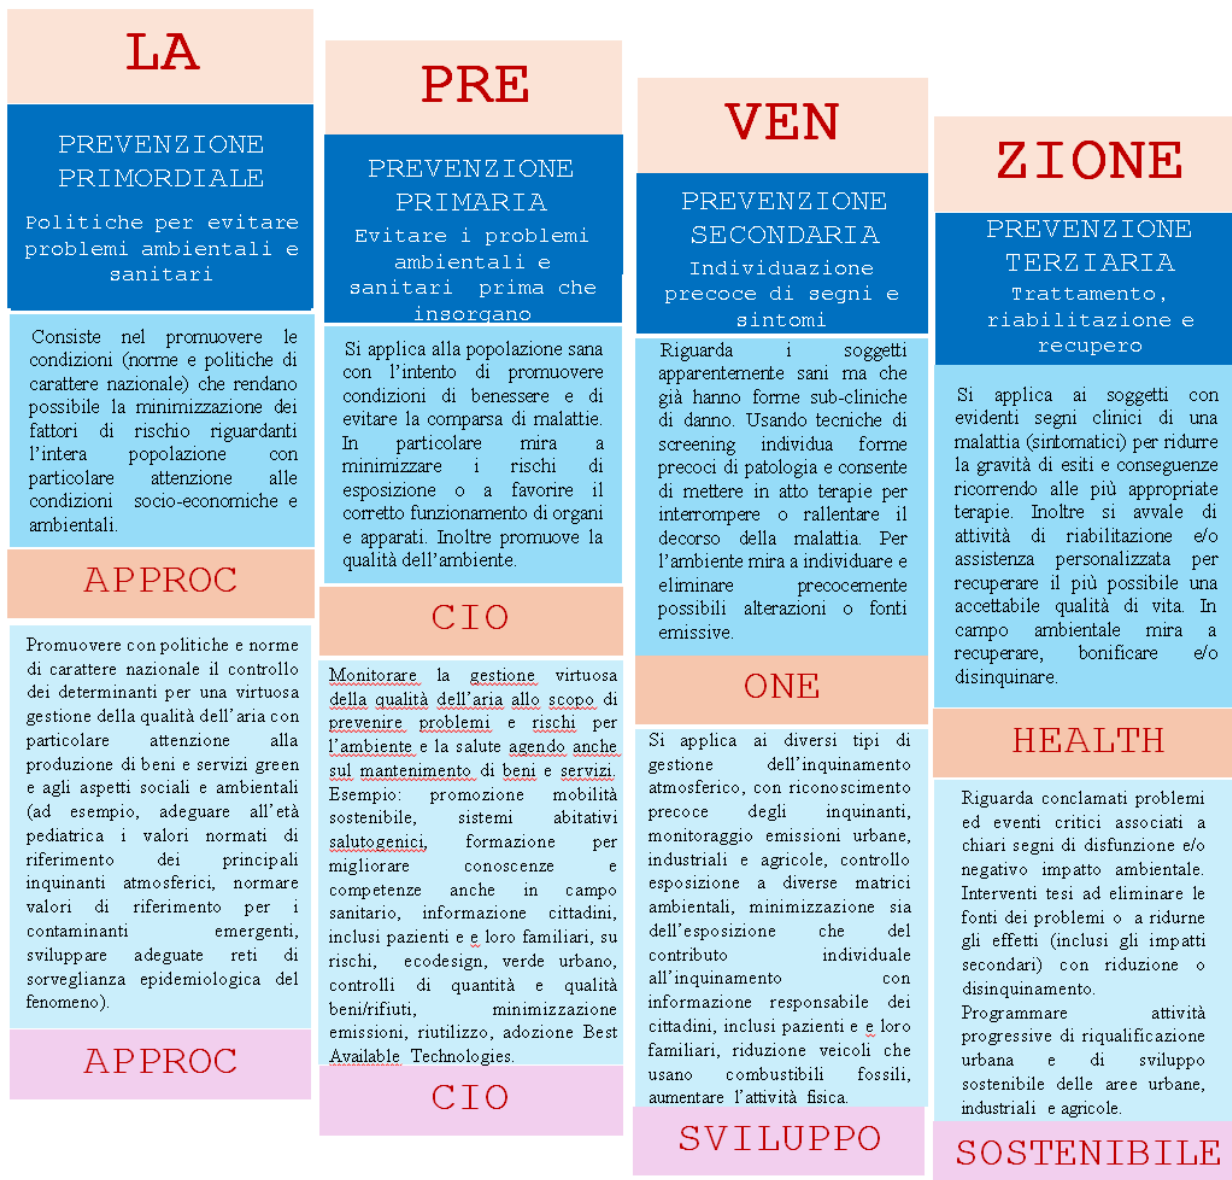 LA
PREVENZIONE
PRIMORDIALE
Politiche per evitare
problemi ambientali e
sanitari
Consiste nel promuovere le
condizioni (norme e politiche di
carattere nazionale) che rendano
possibile la minimizzazione dei
fattori di rischio riguardanti
l'intera popolazione con
particolare attenzione alle
condizioni socio-economiche e
ambientali.
APPROC
Promuovere con politiche e norme
di carattere nazionale il controllo
dei determinanti per una virtuosa
gestione della qualità dell'aria con
particolare attenzione alla
produzione di beni e servizi green
e agli aspetti sociali e ambientali
(ad esempio, adeguare all'età
pediatrica i valori normati di
riferimento dei principali
inquinanti atmosferici, normare
valori di riferimento per i
contaminanti emergenti,
sviluppare adeguate reti di
sorveglianza epidemiologica del
fenomeno).
APPROC
PRE
PREVENZIONE
PRIMARIA
Evitare i problemi
ambientali e
sanitari prima che
insorgano
Si applica alla popolazione sana
con l'intento di promuovere
condizioni di benessere e di
evitare la comparsa di malattie.
In particolare mira a
minimizzare i rischi di
esposizione o a favorire il
corretto funzionamento di organi
e apparati. Inoltre promuove la
qualità dell'ambiente.
CIO
Monitorare la gestione virtuosa
della qualità dell'aria allo scopo di
prevenire problemi e rischi per
l'ambiente e la salute agendo anche
sul mantenimento di beni e servizi.
Esempio: promozione mobilità
sostenibile, sistemi abitativi
salutogenici, formazione per
migliorare conoscenze e
competenze anche in campo
sanitario, informazione cittadini,
inclusi pazienti e e loro familiari, su
rischi, ecodesign, verde urbano,
controlli di quantità e qualità
beni/rifiuti, minimizzazione
emissioni, riutilizzo, adozione Best
Available Technologies.
CIO
VEN
PREVENZIONE
SECONDARIA
Individuazione
precoce di segni e
sintomi
Riguarda i soggetti
apparentemente sani ma che
già hanno forme sub-cliniche
di danno. Usando tecniche di
screening individua forme
precoci di patologia e consente
di mettere in atto terapie per
interrompere o rallentare il
decorso della malattia. Per
l'ambiente mira a individuare e
eliminare precocemente
possibili alterazioni o fonti
emissive.
ONE
Si applica ai diversi tipi di
gestione dell'inquinamento
atmosferico, con riconoscimento
precoce degli inquinanti,
monitoraggio emissioni urbane,
industriali e agricole, controllo
esposizione a diverse matrici
ambientali, minimizzazione sia
dell'esposizione che del
contributo individuale
all'inquinamento con
informazione responsabile dei
cittadini, inclusi pazienti e e loro
familiari, riduzione veicoli che
usano combustibili fossili,
aumentare l'attività fisica.
SVILUPPO
ZIONE
PREVENZIONE
TERZIARIA
Trattamento,
riabilitazione e
recupero
Si applica ai soggetti con
evidenti segni clinici di una
malattia (sintomatici) per ridurre
la gravità di esiti e conseguenze
ricorrendo alle più appropriate
terapie. Inoltre si avvale di
attività di riabilitazione e/o
assistenza personalizzata per
recuperare il più possibile una
accettabile qualità di vita. In
campo ambientale mira a
recuperare, bonificare e/o
disinquinare.
HEALTH
Riguarda conclamati problemi
ed eventi critici associati a
chiari segni di disfunzione e/o
negativo impatto ambientale.
Interventi tesi ad eliminare le
fonti dei problemi o a ridurne
gli effetti (inclusi gli impatti
secondari) con riduzione o
disinquinamento.
Programmare attività
progressive di riqualificazione
urbana e di sviluppo
sostenibile delle aree urbane,
industriali e agricole.
SOSTENIBILE